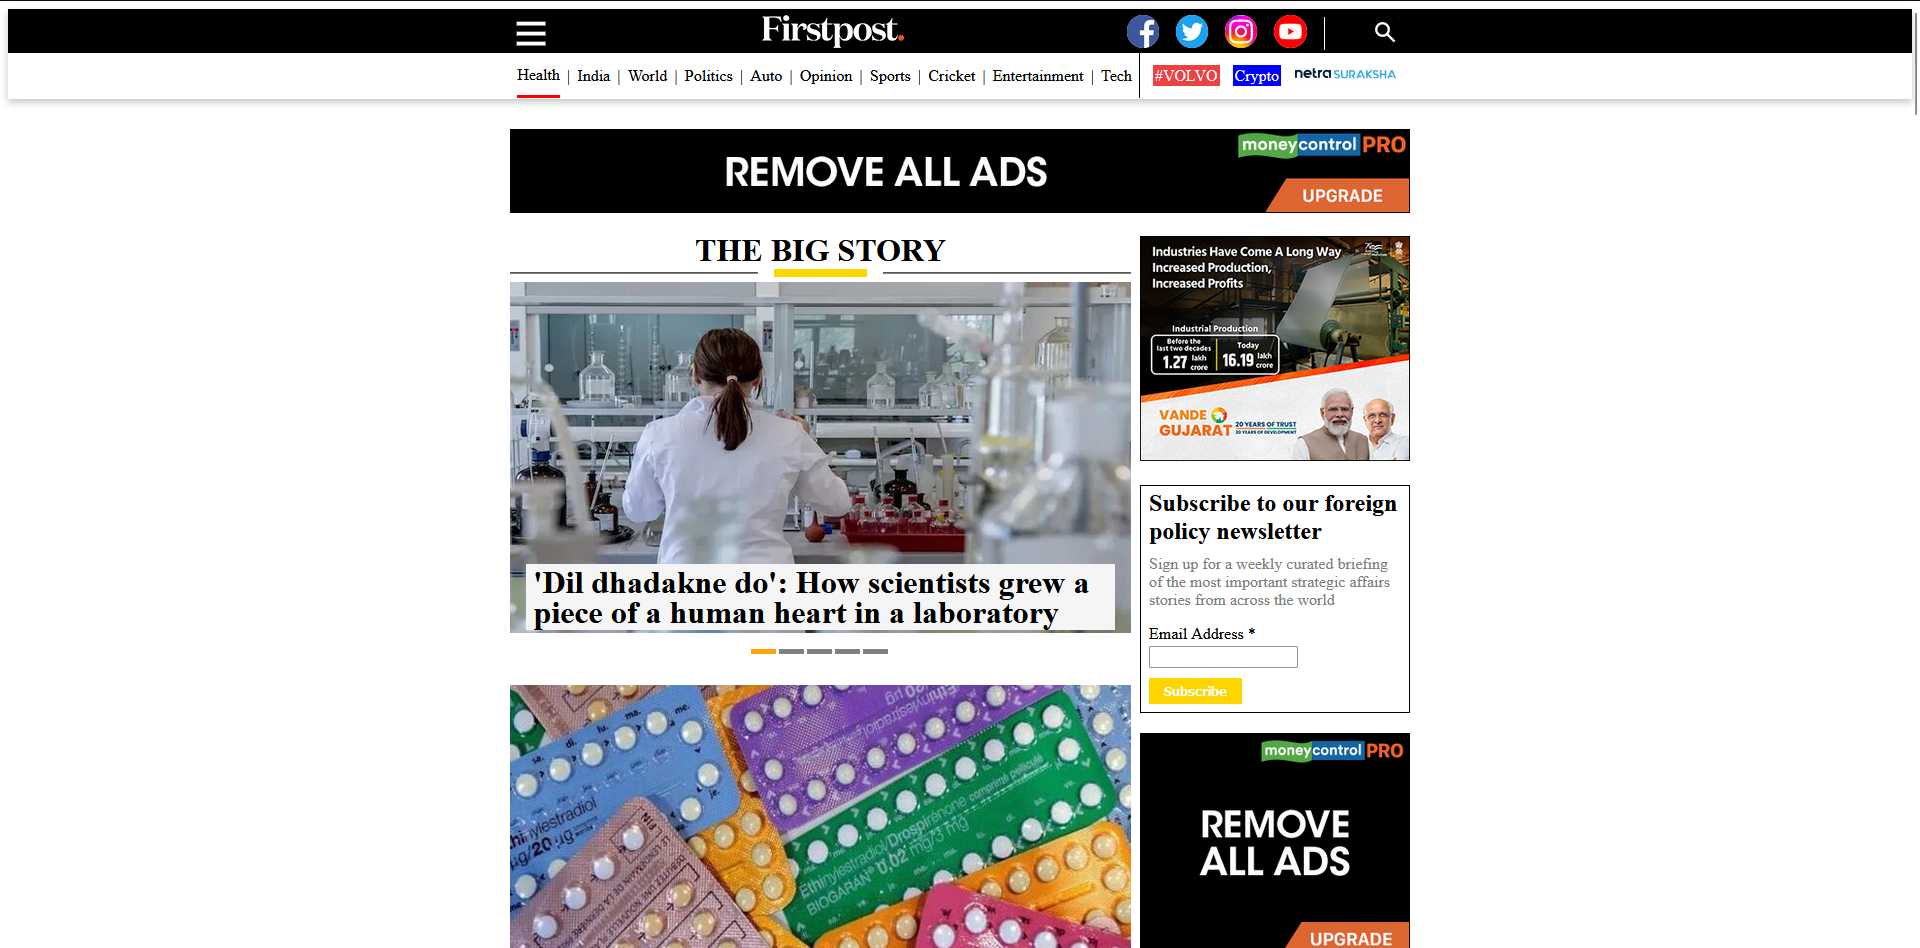 Firstpost.
Health | India | World | Politics | Auto | Opinion | Sports | Cricket | Entertainment | Tech
#VOLVO Crypto netra SURAKSHA
REMOVE ALL ADS
moneycontrol PRO
UPGRADE
THE BIG STORY
'Dil dhadakne do': How scientists grew a
piece of a human heart in a laboratory
Industries Have Come A Long Way
Increased Production,
Increased Profits
Industrial Production
Before the
last two decades
1.27 lakh
crore
Today
16.19 lakh
crore
VANDE
GUJARAT
20 YEARS OF TRUST
20 YEARS OF DEVELOPMENT
Subscribe to our foreign
policy newsletter
Sign up for a weekly curated briefing
of the most important strategic affairs
stories from across the world
Email Address *
Subscribe
Ethinylestradiol/Drospirénone
0,02 mg/3 mg
BIOGARAN®
comprimé pelliculé
moneycontrol PRO
REMOVE
ALL ADS
UPGRADE